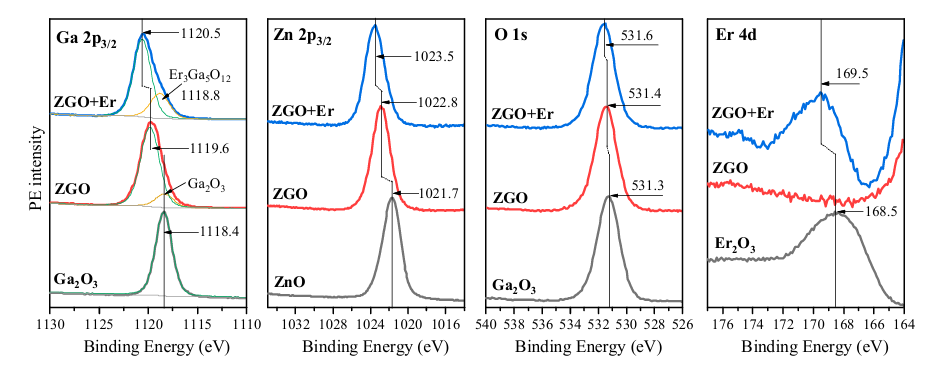 PE intensity
Ga 2p3/2
1120.5
Er3Ga5O12
1118.8
ZGO+Er
1119.6
Ga2O3
ZGO
1118.4
Ga2O3
1130 1125 1120 1115 1110
Binding Energy (eV)
Zn 2p3/2
1023.5
1022.8
ZGO+Er
1021.7
ZGO
ZnO
1032 1028 1024 1020 1016
Binding Energy (eV)
O 1s
531.6
531.4
ZGO+Er
531.3
ZGO
Ga2O3
540 538 536 534 532 530 528 526
Binding Energy (eV)
Er 4d
169.5
ZGO+Er
ZGO
168.5
Er2O3
176 174 172 170 168 166 164
Binding Energy (eV)